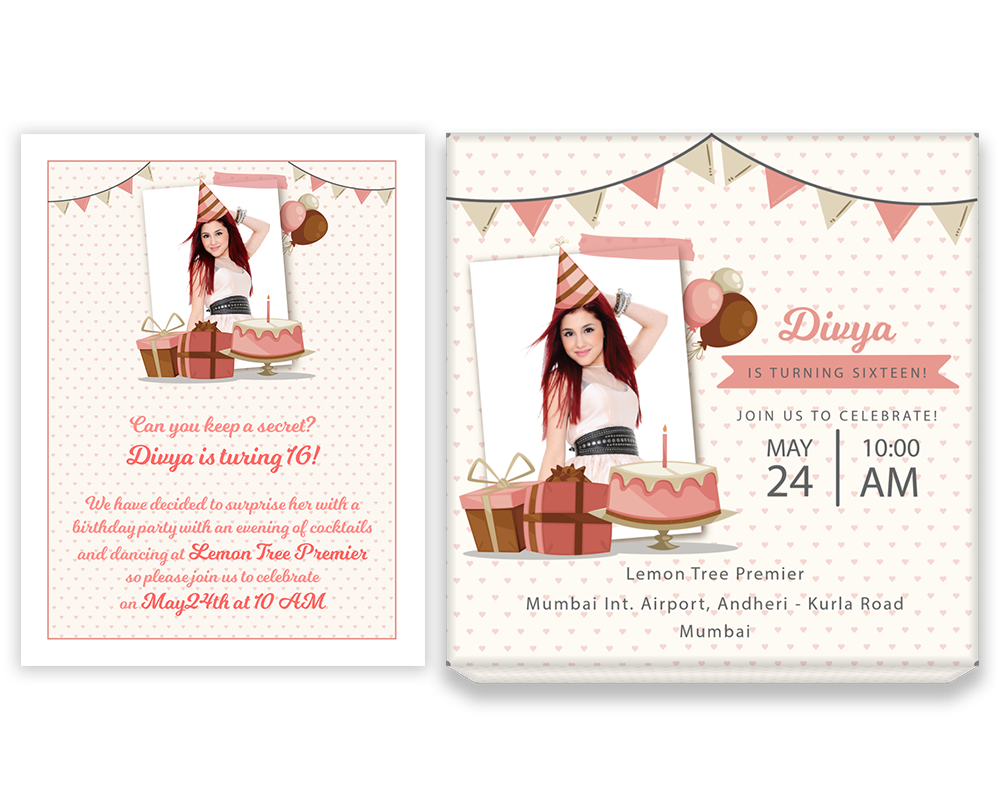 Can you keep a secret?
Divya is turing 16!
We have decided to surprise her with a
birthday party with an evening of cocktails
and dancing at Lemon Tree Premier
so please join us to celebrate
on May24th at 10 AM
Divya
IS TURNING SIXTEEN!
JOIN US TO CELEBRATE!
MAY
24
10:00
AM
Lemon Tree Premier
Mumbai Int. Airport, Andheri - Kurla Road
Mumbai